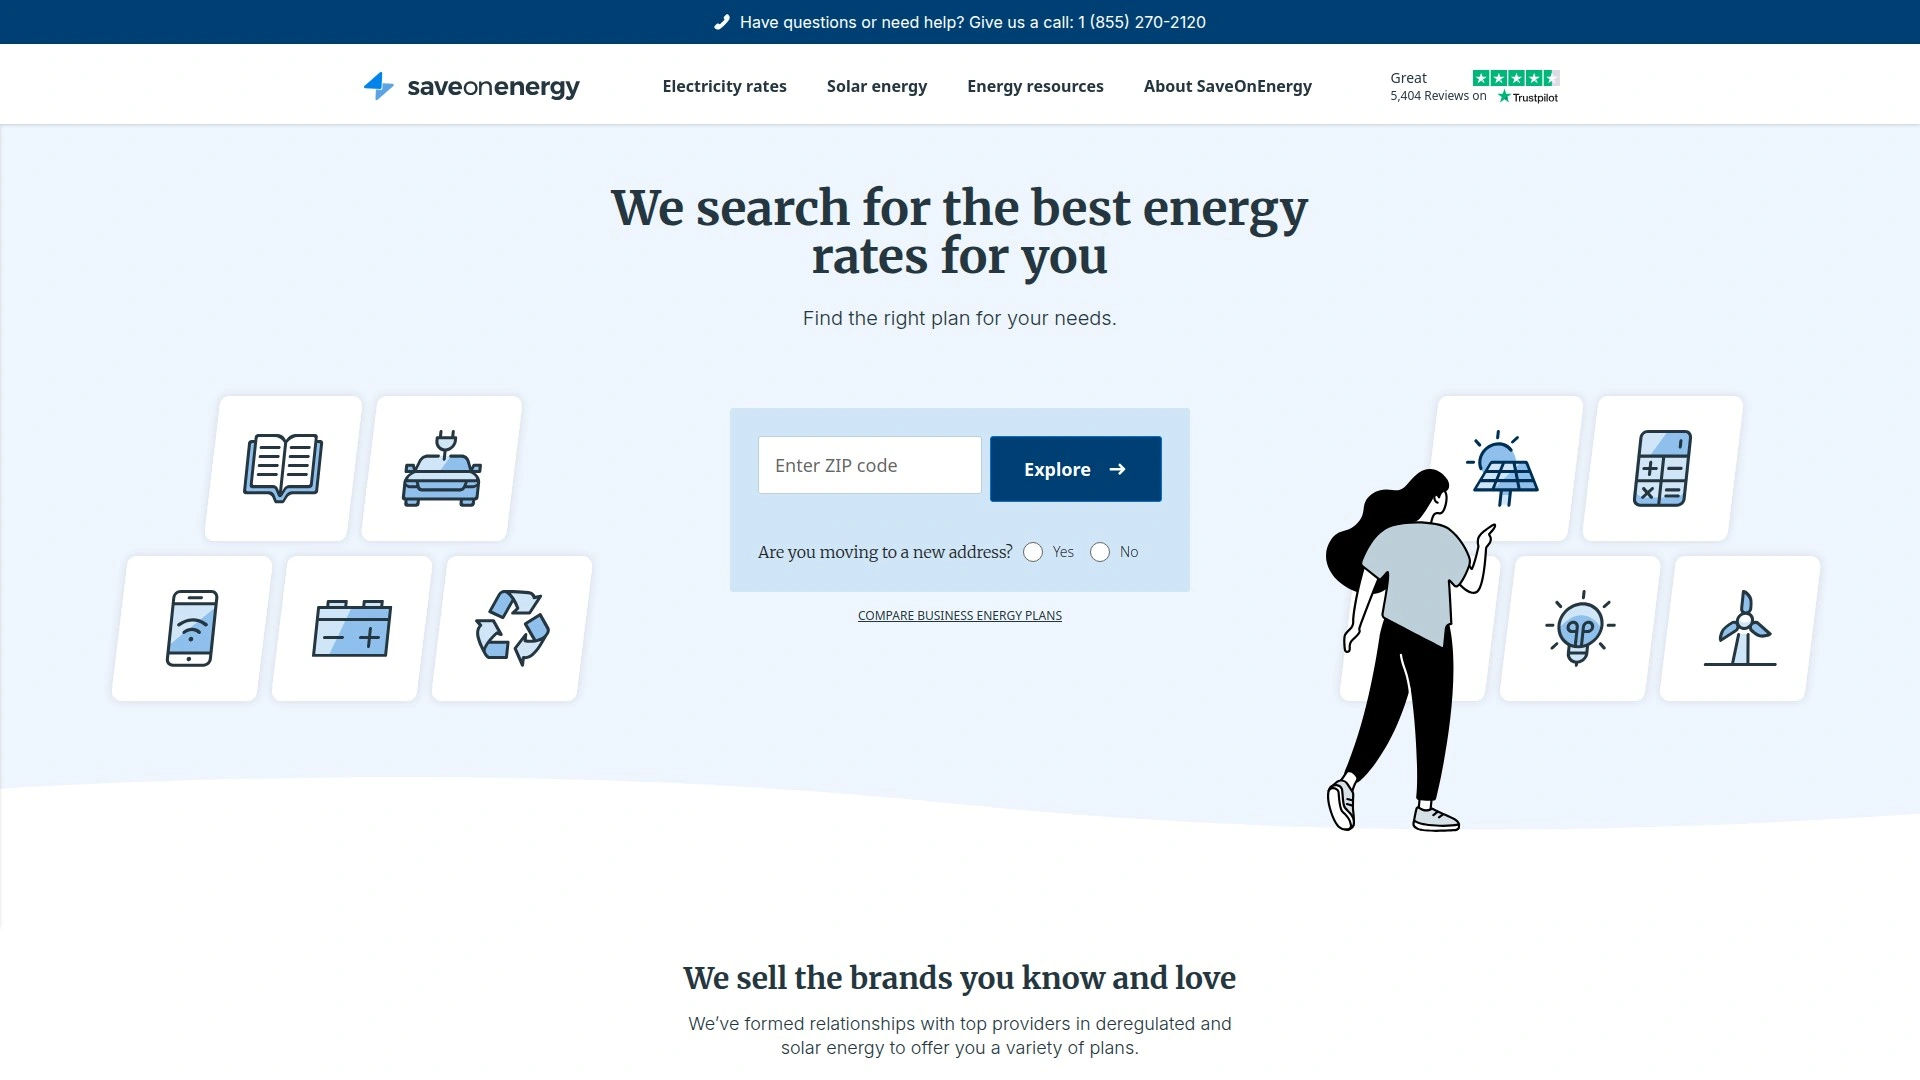 Have questions or need help? Give us a call: 1 (855) 270-2120
saveonenergy
Electricity rates
Solar energy
Energy resources
About SaveOnEnergy
Great
5,404 Reviews on
Trustpilot
We search for the best energy
rates for you
Find the right plan for your needs.
Enter ZIP code
Explore
Are you moving to a new address?
Yes
No
COMPARE BUSINESS ENERGY PLANS
We sell the brands you know and love
We’ve formed relationships with top providers in deregulated and
solar energy to offer you a variety of plans.